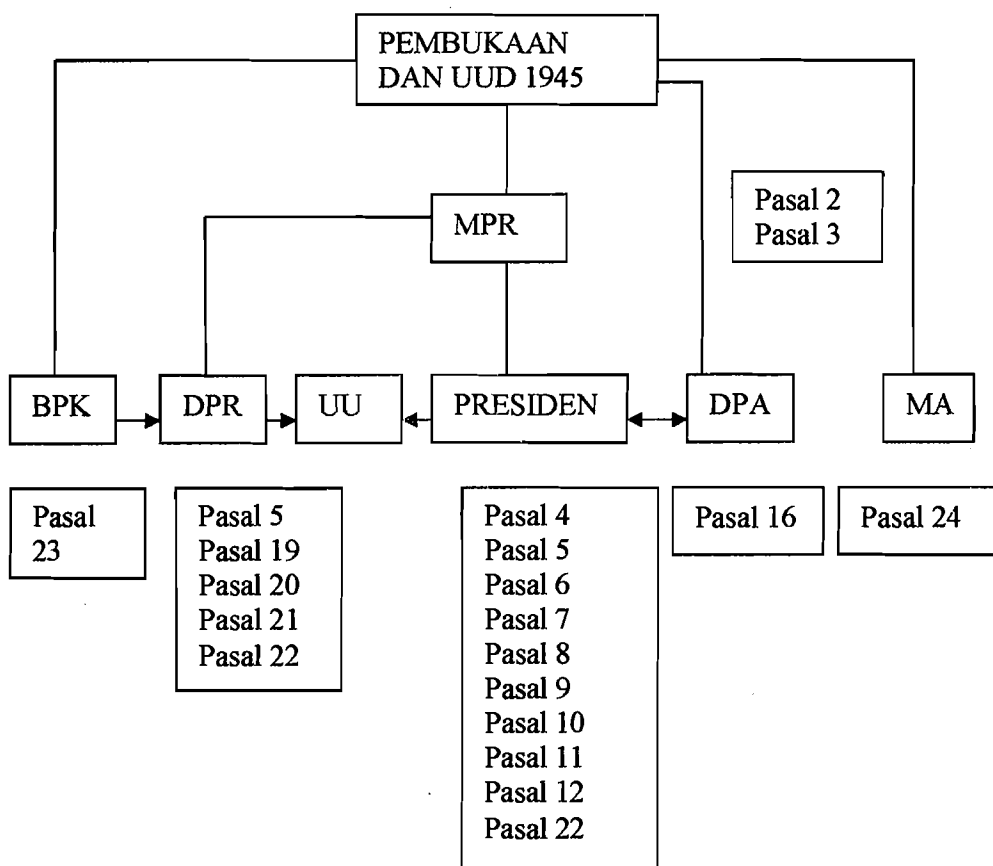 PEMBUKAAN
DAN UUD 1945
MPR
Pasal 2
Pasal 3
BPK
DPR
UU
PRESIDEN
DPA
MA
Pasal
23
Pasal 5
Pasal 19
Pasal 20
Pasal 21
Pasal 22
Pasal 4
Pasal 5
Pasal 6
Pasal 7
Pasal 8
Pasal 9
Pasal 10
Pasal 11
Pasal 12
Pasal 22
Pasal 16
Pasal 24